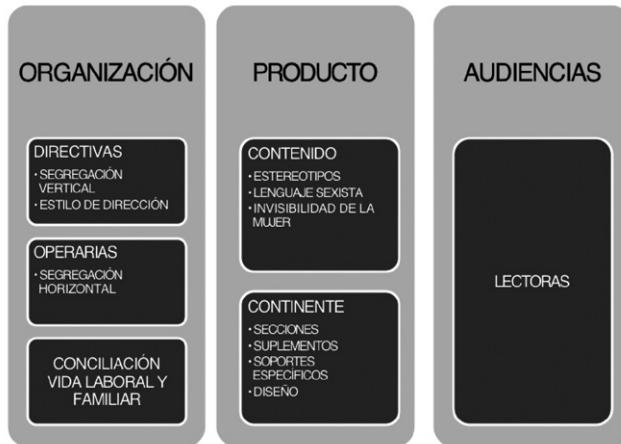 ORGANIZACIÓN
DIRECTIVAS
• SEGREGACIÓN
VERTICAL
• ESTILO DE DIRECCIÓN
OPERARIAS
• SEGREGACIÓN
HORIZONTAL
CONCILIACIÓN
VIDA LABORAL Y
FAMILIAR
PRODUCTO
CONTENIDO
• ESTEREOTIPOS
• LENGUAJE SEXISTA
• INVISIBILIDAD DE LA
MUJER
CONTINENTE
• SECCIONES
• SUPLEMENTOS
• SOPORTES
ESPECÍFICOS
• DISEÑO
AUDIENCIAS
LECTORAS